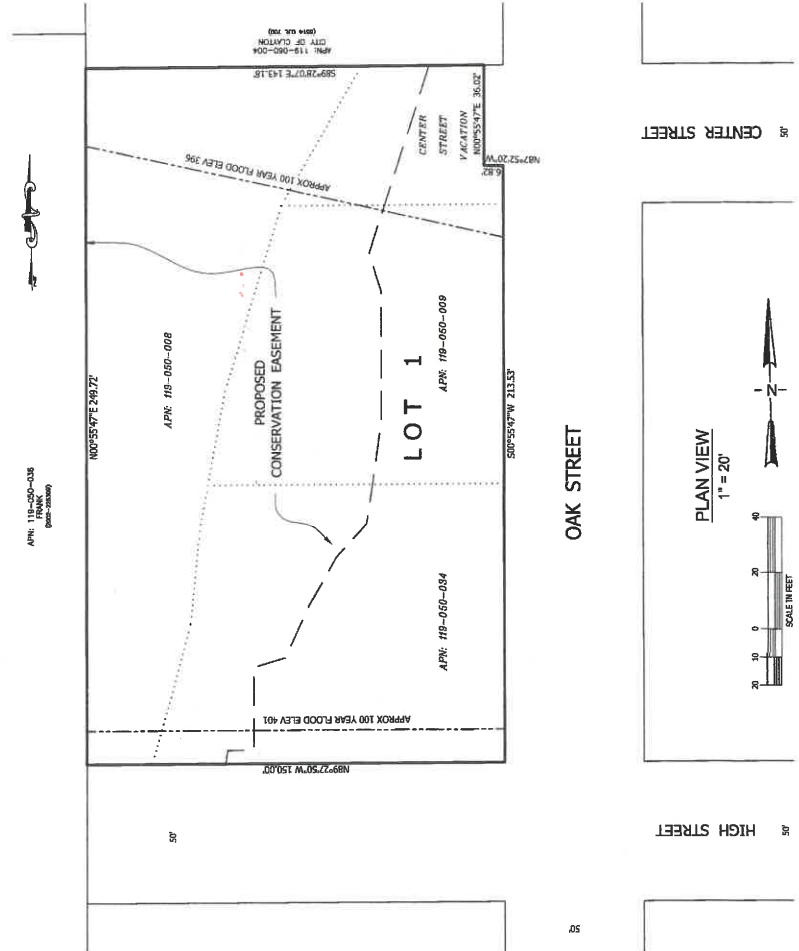 APN: 119-060-004
CITY OF CLAYTON
(8514 O.R. 702)
S89°28'07"E 143.18'
CENTER
STREET
VACATION
N00°55'47"E 36.02'
N87°52'20"W
6.82'
CENTER STREET
50'
APPROX 100 YEAR FLOOD ELEV 396
APN: 119-050-008
PROPOSED
CONSERVATION EASEMENT
LOT 1
APN: 119-050-009
N00°55'47"E 249.72'
S00°55'47"W 213.53'
APN: 119-050-036
FRANK
OAK STREET
N
PLAN VIEW
1" = 20'
APN: 119-050-034
20 10 0 20 40
SCALE IN FEET
APPROX 100 YEAR FLOOD ELEV 401
N89°27'50"W 150.00'
50'
HIGH STREET
50'
50'